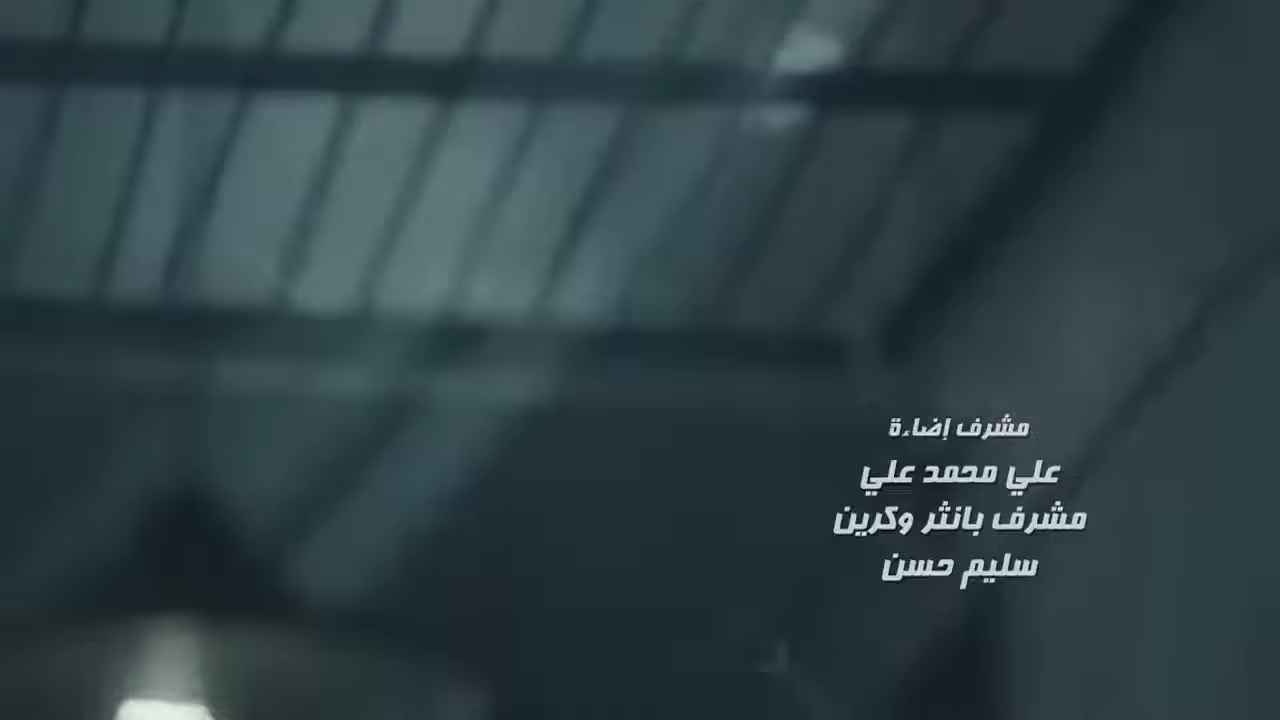 مشرف إضاءة
علي محمد علي
مشرف بانثر وكرين
سليم حسن